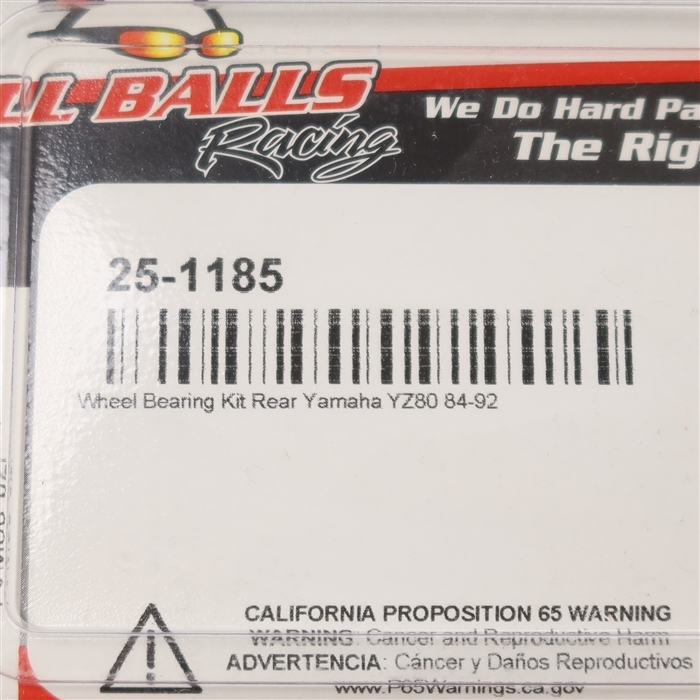 LL BALLS
Racing
We Do Hard Pa
The Rig
25-1185
Wheel Bearing Kit Rear Yamaha YZ80 84-92
CALIFORNIA PROPOSITION 65 WARNING
WARNING: Cancer and Reproductive Harm
ADVERTENCIA: Cáncer y Daños Reproductivos
www.P65Warnings.ca.gov